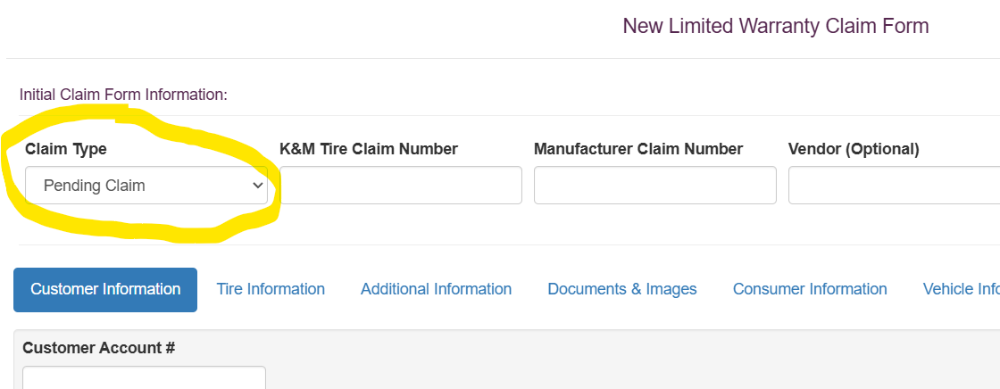 New Limited Warranty Claim Form
Initial Claim Form Information:
Claim Type K&M Tire Claim Number Manufacturer Claim Number Vendor (Optional)
Pending Claim
Customer Information Tire Information Additional Information Documents & Images Consumer Information Vehicle Info
Customer Account #